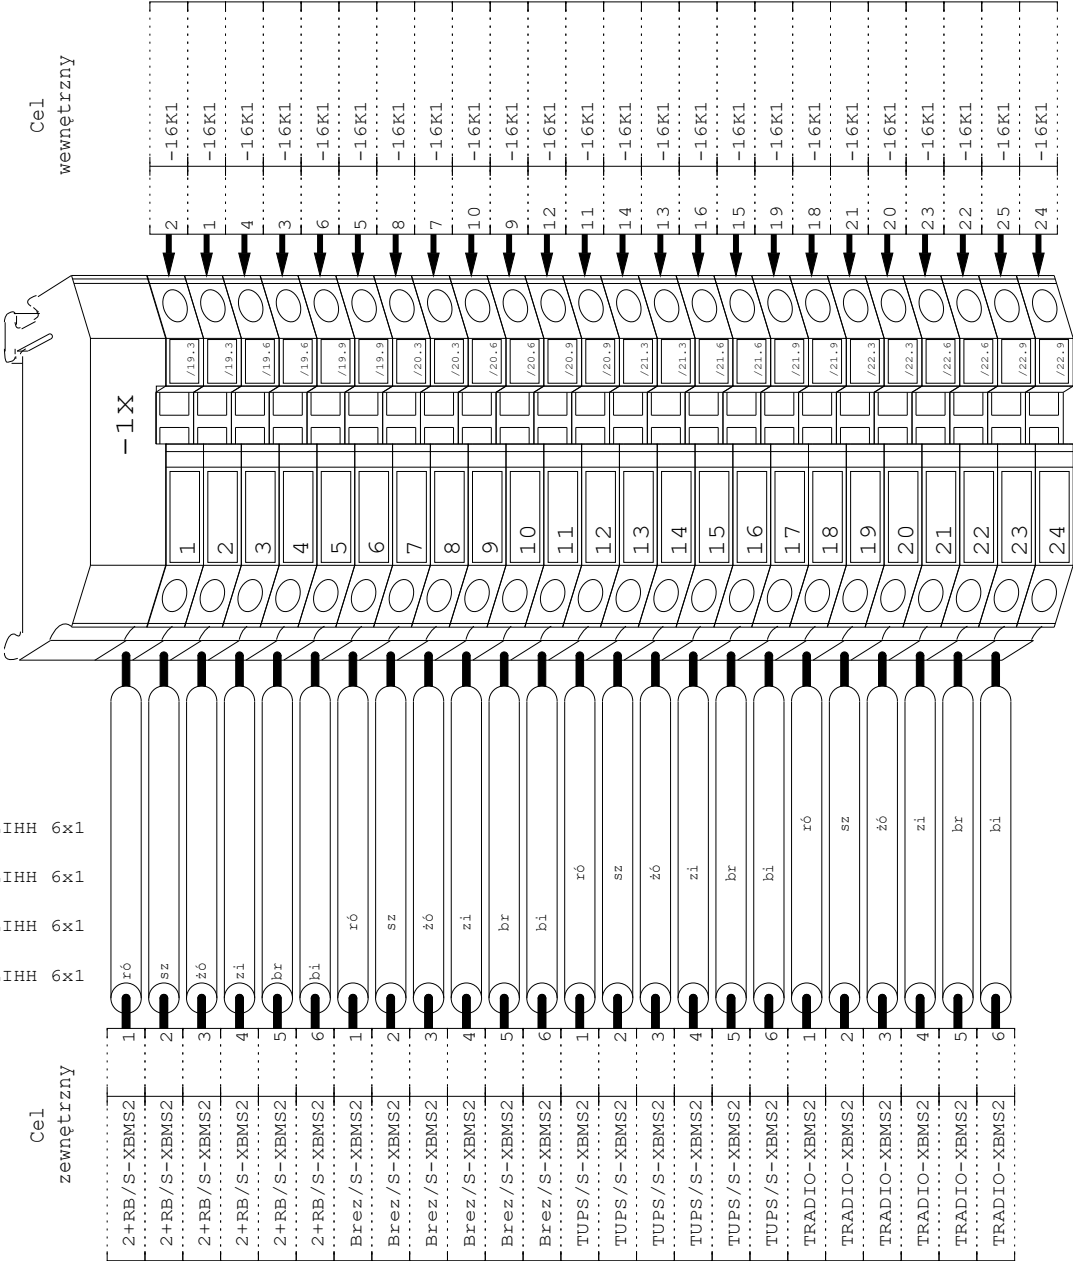 Cel
wewnętrzny
-16K1 -16K1 -16K1 -16K1 -16K1 -16K1 -16K1 -16K1 -16K1 -16K1 -16K1 -16K1 -16K1 -16K1 -16K1 -16K1 -16K1 -16K1 -16K1 -16K1 -16K1 -16K1 -16K1 -16K1
2 1 4 3 6 5 8 7 10 9 12 11 14 13 16 15 19 18 21 20 23 22 25 24
/19.3 /19.3 /19.6 /19.6 /19.9 /19.9 /20.3 /20.3 /20.6 /20.6 /20.9 /20.9 /21.3 /21.3 /21.6 /21.6 /21.9 /21.9 /22.3 /22.3 /22.6 /22.6 /22.9 /22.9
-1X
1 2 3 4 5 6 7 8 9 10 11 12 13 14 15 16 17 18 19 20 21 22 23 24
IHH 6x1 ró sz żó zi br bi
IHH 6x1 ró sz żó zi br bi
IHH 6x1 ró sz żó zi br bi
IHH 6x1 ró sz żó zi br bi
1 2 3 4 5 6 1 2 3 4 5 6 1 2 3 4 5 6 1 2 3 4 5 6
Cel
zewnętrzny
2+RB/S-XBMS2 2+RB/S-XBMS2 2+RB/S-XBMS2 2+RB/S-XBMS2 2+RB/S-XBMS2 2+RB/S-XBMS2 Brez/S-XBMS2 Brez/S-XBMS2 Brez/S-XBMS2 Brez/S-XBMS2 Brez/S-XBMS2 Brez/S-XBMS2 TUPS/S-XBMS2 TUPS/S-XBMS2 TUPS/S-XBMS2 TUPS/S-XBMS2 TUPS/S-XBMS2 TUPS/S-XBMS2 TRADIO-XBMS2 TRADIO-XBMS2 TRADIO-XBMS2 TRADIO-XBMS2 TRADIO-XBMS2 TRADIO-XBMS2